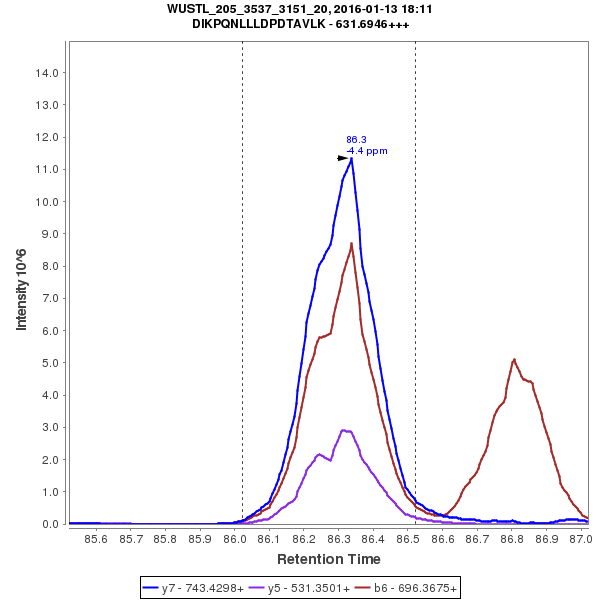 WUSTL_205_3537_3151_20, 2016-01-13 18:11
DIKPQNLLLDPDTAVLK - 631.6946+++
86.3
-4.4 ppm
14.0
13.0
12.0
11.0
10.0
9.0
8.0
7.0
6.0
5.0
4.0
3.0
2.0
1.0
0.0
Intensity 10^6
85.6 85.7 85.8 85.9 86.0 86.1 86.2 86.3 86.4 86.5 86.6 86.7 86.8 86.9 87.0
Retention Time
y7 - 743.4298+ y5 - 531.3501+ b6 - 696.3675+